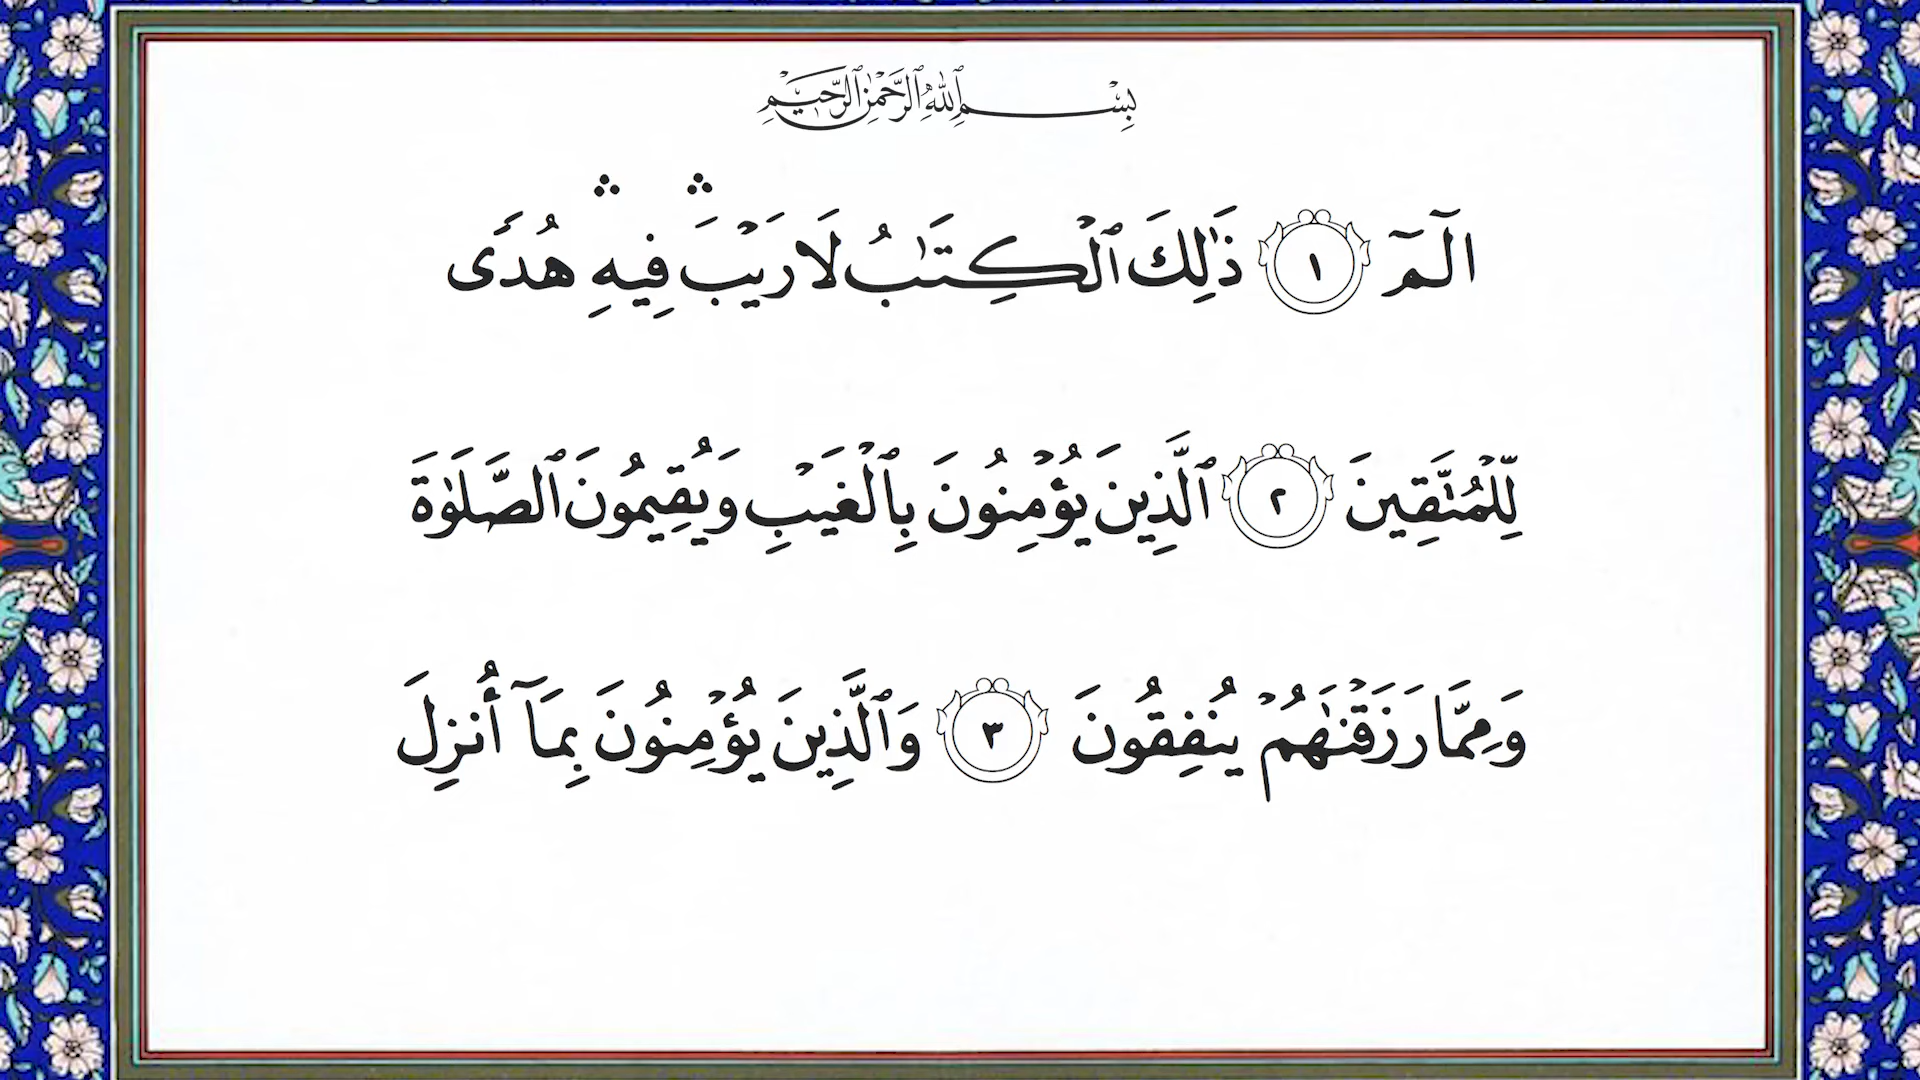 بِسْمِ ٱللَّهِ ٱلرَّحْمَٰنِ ٱلرَّحِيمِ
الٓمٓ ١ ذَٰلِكَ ٱلْكِتَٰبُ لَا رَيْبَ ۛ فِيهِ ۛ هُدًى
لِّلْمُتَّقِينَ ٢ ٱلَّذِينَ يُؤْمِنُونَ بِٱلْغَيْبِ وَيُقِيمُونَ ٱلصَّلَوٰةَ
وَمِمَّا رَزَقْنَٰهُمْ يُنفِقُونَ ٣ وَٱلَّذِينَ يُؤْمِنُونَ بِمَآ أُنزِلَ